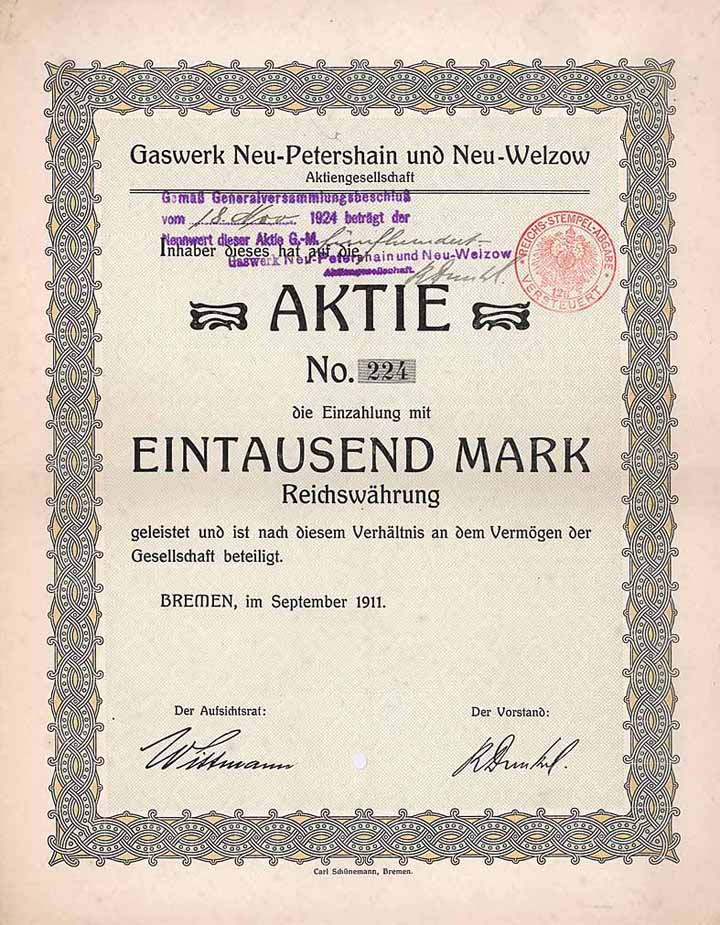 Gaswerk Neu-Petershain und Neu-Welzow
Aktiengesellschaft
Gemäß Generalversammlungsbeschluß
vom 18. Nov. 1924 beträgt der
Nennwert dieser Aktie G.-M. fünfhundert-
Inhaber dieses hat auf die
Gaswerk Neu-Petershain und Neu-Welzow
Aktiengesellschaft.
REICHS-STEMPEL-ABGABE
VERSTEUERT
AKTIE
No. 224
die Einzahlung mit
EINTAUSEND MARK
Reichswährung
geleistet und ist nach diesem Verhältnis an dem Vermögen der
Gesellschaft beteiligt.
BREMEN, im September 1911.
Der Aufsichtsrat: Der Vorstand:
Wittmann
Carl Schünemann, Bremen.